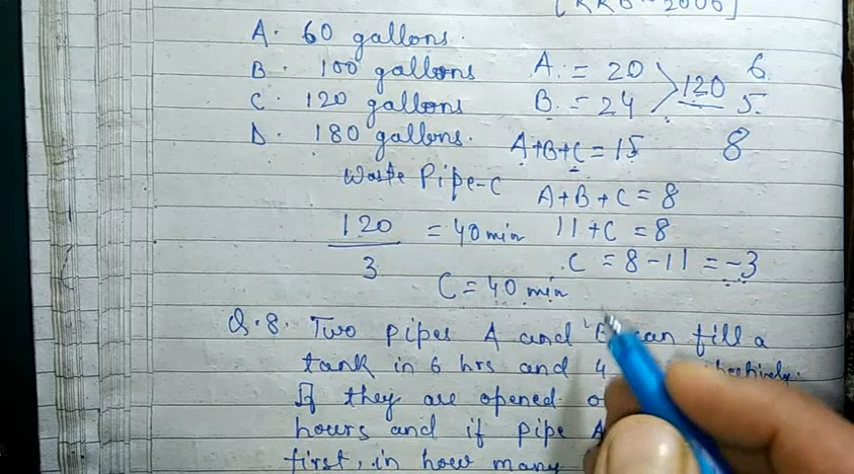 A. 60 gallons.
B. 100 gallons A. = 20 6
C. 120 gallons B. = 24 120 5
D. 180 gallons. A+B+C = 15 8
Waste Pipe-C A+B+C = 8
120 = 40 min 11+C = 8
3 C = 8-11 = -3
C = 40 min
Q.8. Two pipes A and B can fill a
tank in 6 hrs and 4
If they are opened
hours and if pipe A
first, in how many